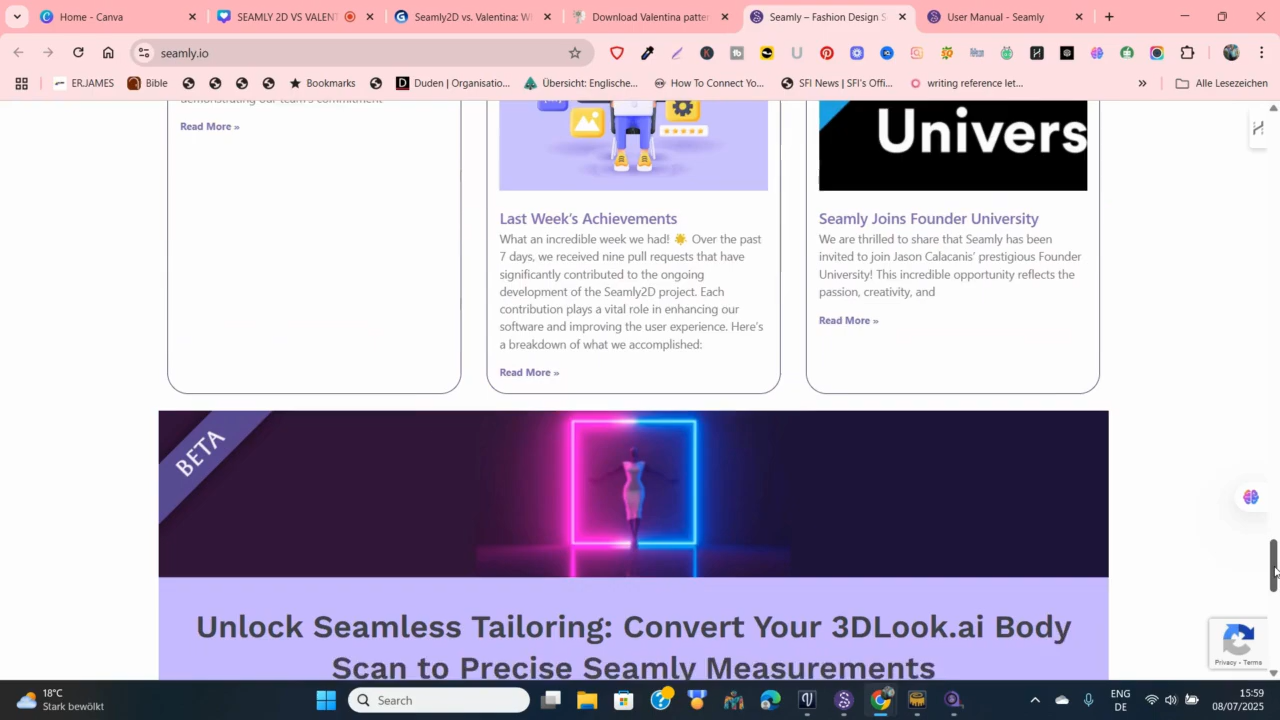 Home - Canva
SEAMLY 2D VS VALENT
Seamly2D vs. Valentina: W
Download Valentina patter
Seamly – Fashion Design S
User Manual - Seamly
seamly.io
ERJAMES
Bible
Bookmarks
Duden | Organisatio...
Übersicht: Englische...
How To Connect Yo...
SFI News | SFI's Offi...
writing reference let...
Alle Lesezeichen
demonstrating our team's commitment
Read More »
Univers
Last Week's Achievements
What an incredible week we had! 🌟 Over the past
7 days, we received nine pull requests that have
significantly contributed to the ongoing
development of the Seamly2D project. Each
contribution plays a vital role in enhancing our
software and improving the user experience. Here's
a breakdown of what we accomplished:
Read More »
Seamly Joins Founder University
We are thrilled to share that Seamly has been
invited to join Jason Calacanis' prestigious Founder
University! This incredible opportunity reflects the
passion, creativity, and
Read More »
BETA
Unlock Seamless Tailoring: Convert Your 3DLook.ai Body
Scan to Precise Seamly Measurements
Privacy - Terms
18°C
Stark bewölkt
Search
ENG
DE
15:59
08/07/2025